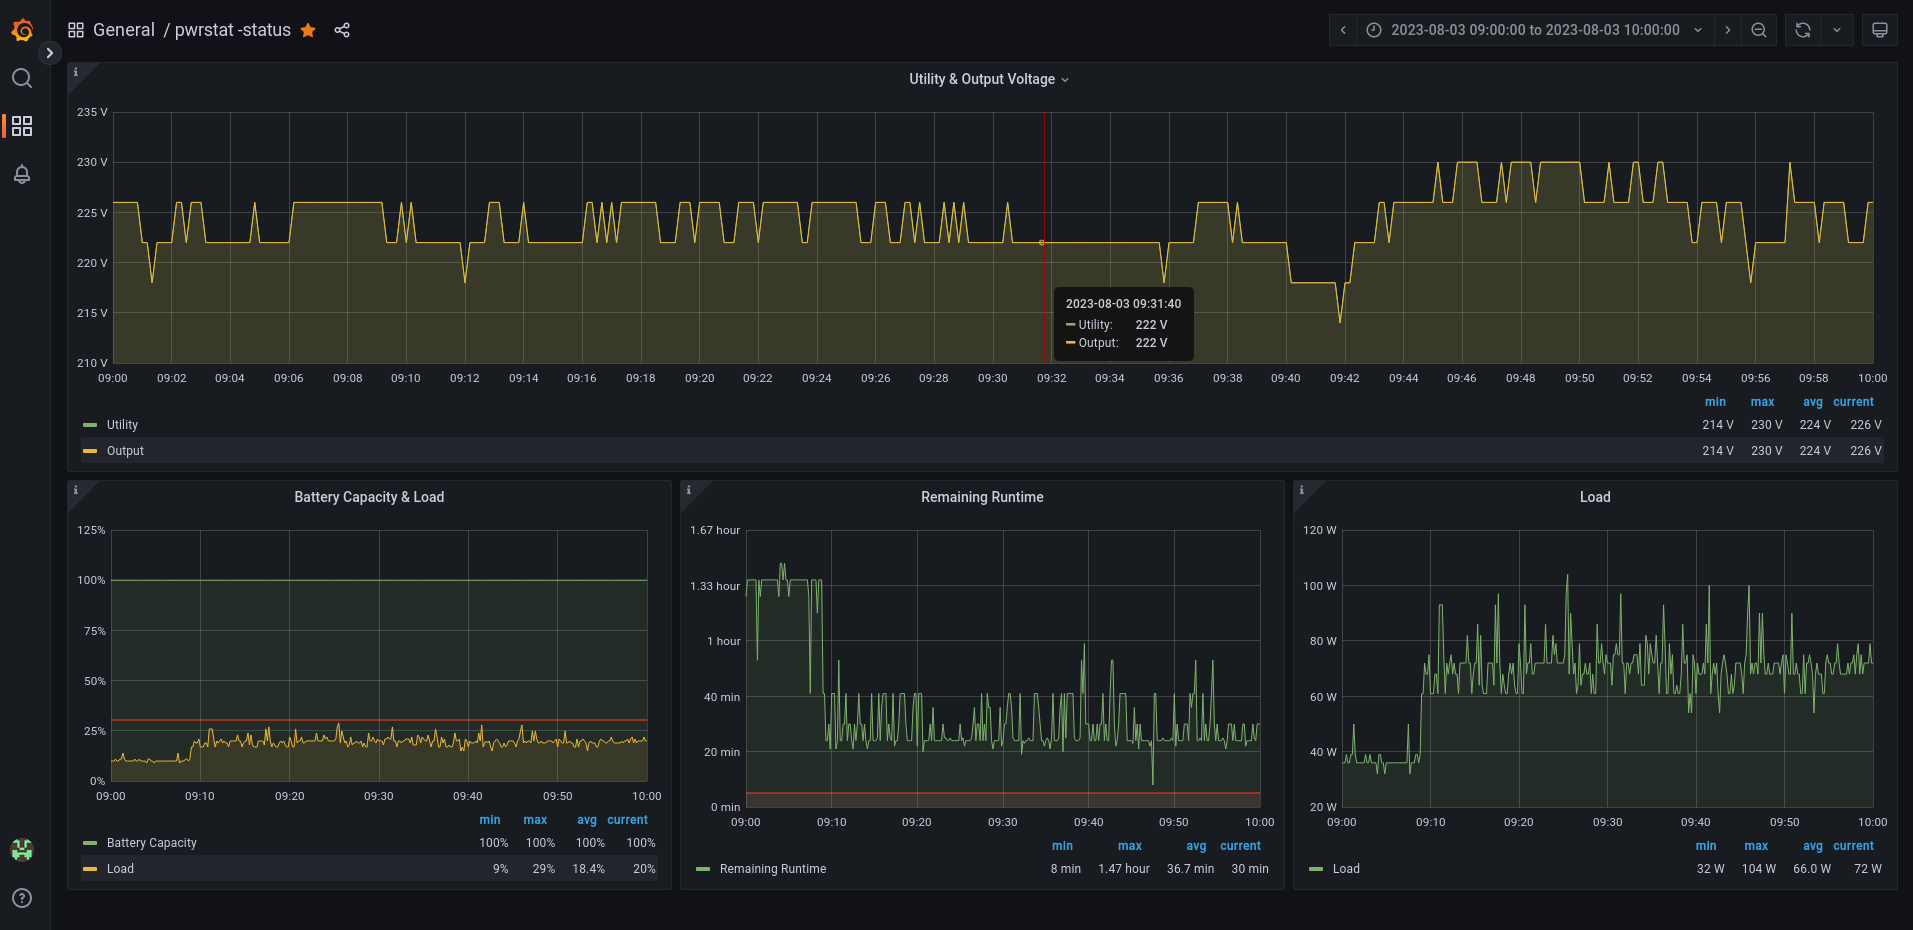 General / pwrstat -status
2023-08-03 09:00:00 to 2023-08-03 10:00:00
Utility & Output Voltage
235 V
230 V
225 V
220 V
215 V
210 V
09:00 09:02 09:04 09:06 09:08 09:10 09:12 09:14 09:16 09:18 09:20 09:22 09:24 09:26 09:28 09:30 09:32 09:34 09:36 09:38 09:40 09:42 09:44 09:46 09:48 09:50 09:52 09:54 09:56 09:58 10:00
2023-08-03 09:31:40
Utility: 222 V
Output: 222 V
min max avg current
Utility 214 V 230 V 224 V 226 V
Output 214 V 230 V 224 V 226 V
Battery Capacity & Load
125%
100%
75%
50%
25%
0%
09:00 09:10 09:20 09:30 09:40 09:50 10:00
min max avg current
Battery Capacity 100% 100% 100% 100%
Load 9% 29% 18.4% 20%
Remaining Runtime
1.67 hour
1.33 hour
1 hour
40 min
20 min
0 min
09:00 09:10 09:20 09:30 09:40 09:50 10:00
min max avg current
Remaining Runtime 8 min 1.47 hour 36.7 min 30 min
Load
120 W
100 W
80 W
60 W
40 W
20 W
09:00 09:10 09:20 09:30 09:40 09:50 10:00
min max avg current
Load 32 W 104 W 66.0 W 72 W